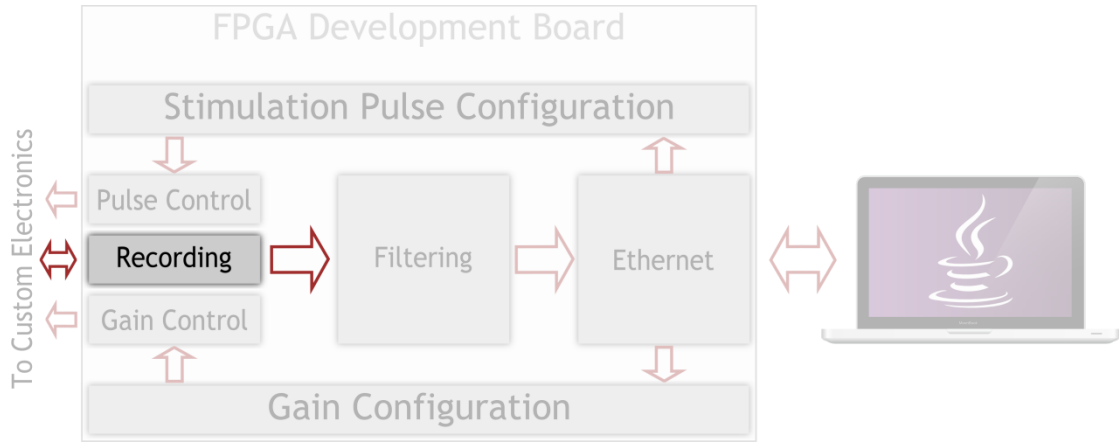 FPGA Development Board
Stimulation Pulse Configuration
To Custom Electronics
Pulse Control
Recording
Gain Control
Filtering
Ethernet
Gain Configuration